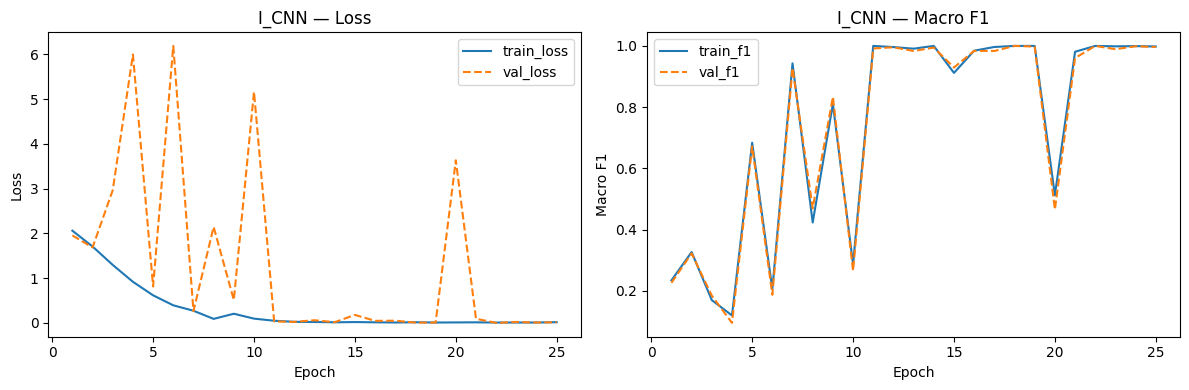 I_CNN — Loss
train_loss
val_loss
6
5
4
3
2
1
0
Loss
0
5
10
15
20
25
Epoch
I_CNN — Macro F1
train_f1
val_f1
1.0
0.8
0.6
0.4
0.2
Macro F1
0
5
10
15
20
25
Epoch